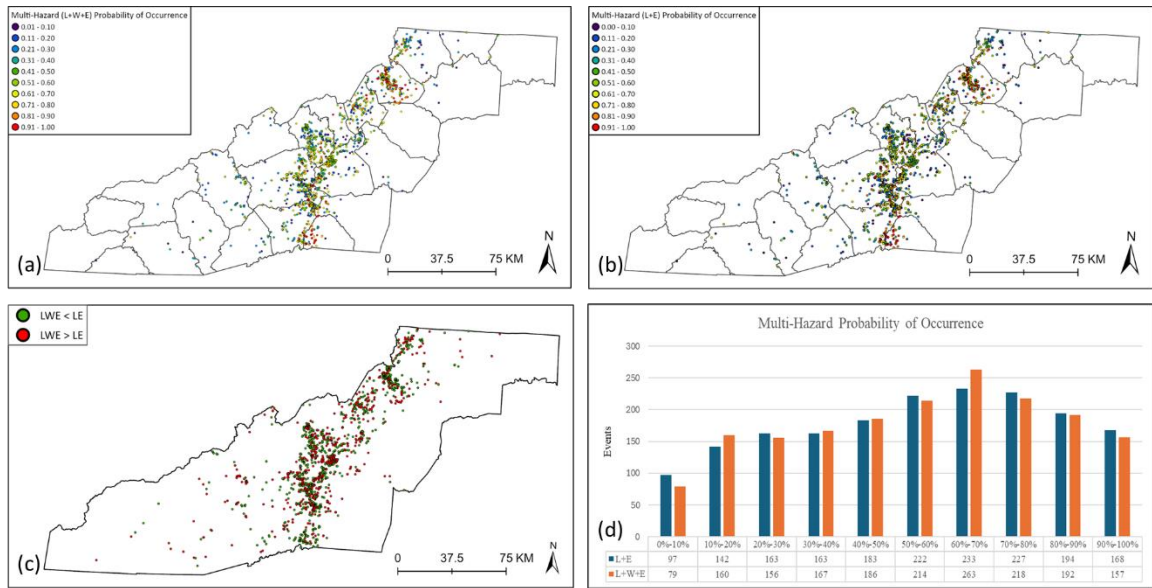 Multi-Hazard (L+W+E) Probability of Occurrence
0.01 - 0.10
0.11 - 0.20
0.21 - 0.30
0.31 - 0.40
0.41 - 0.50
0.51 - 0.60
0.61 - 0.70
0.71 - 0.80
0.81 - 0.90
0.91 - 1.00
N
0 37.5 75 KM
(a)
Multi-Hazard (L+E) Probability of Occurrence
0.00 - 0.10
0.11 - 0.20
0.21 - 0.30
0.31 - 0.40
0.41 - 0.50
0.51 - 0.60
0.61 - 0.70
0.71 - 0.80
0.81 - 0.90
0.91 - 1.00
N
0 37.5 75 KM
(b)
LWE < LE
LWE > LE
N
0 37.5 75 KM
(c)
Multi-Hazard Probability of Occurrence
300
250
200
150
100
50
0
Events
(d)
0%-10% 10%-20% 20%-30% 30%-40% 40%-50% 50%-60% 60%-70% 70%-80% 80%-90% 90%-100%
L+E 97 142 163 163 183 222 233 227 194 168
L+W+E 79 160 156 167 186 214 263 218 192 157